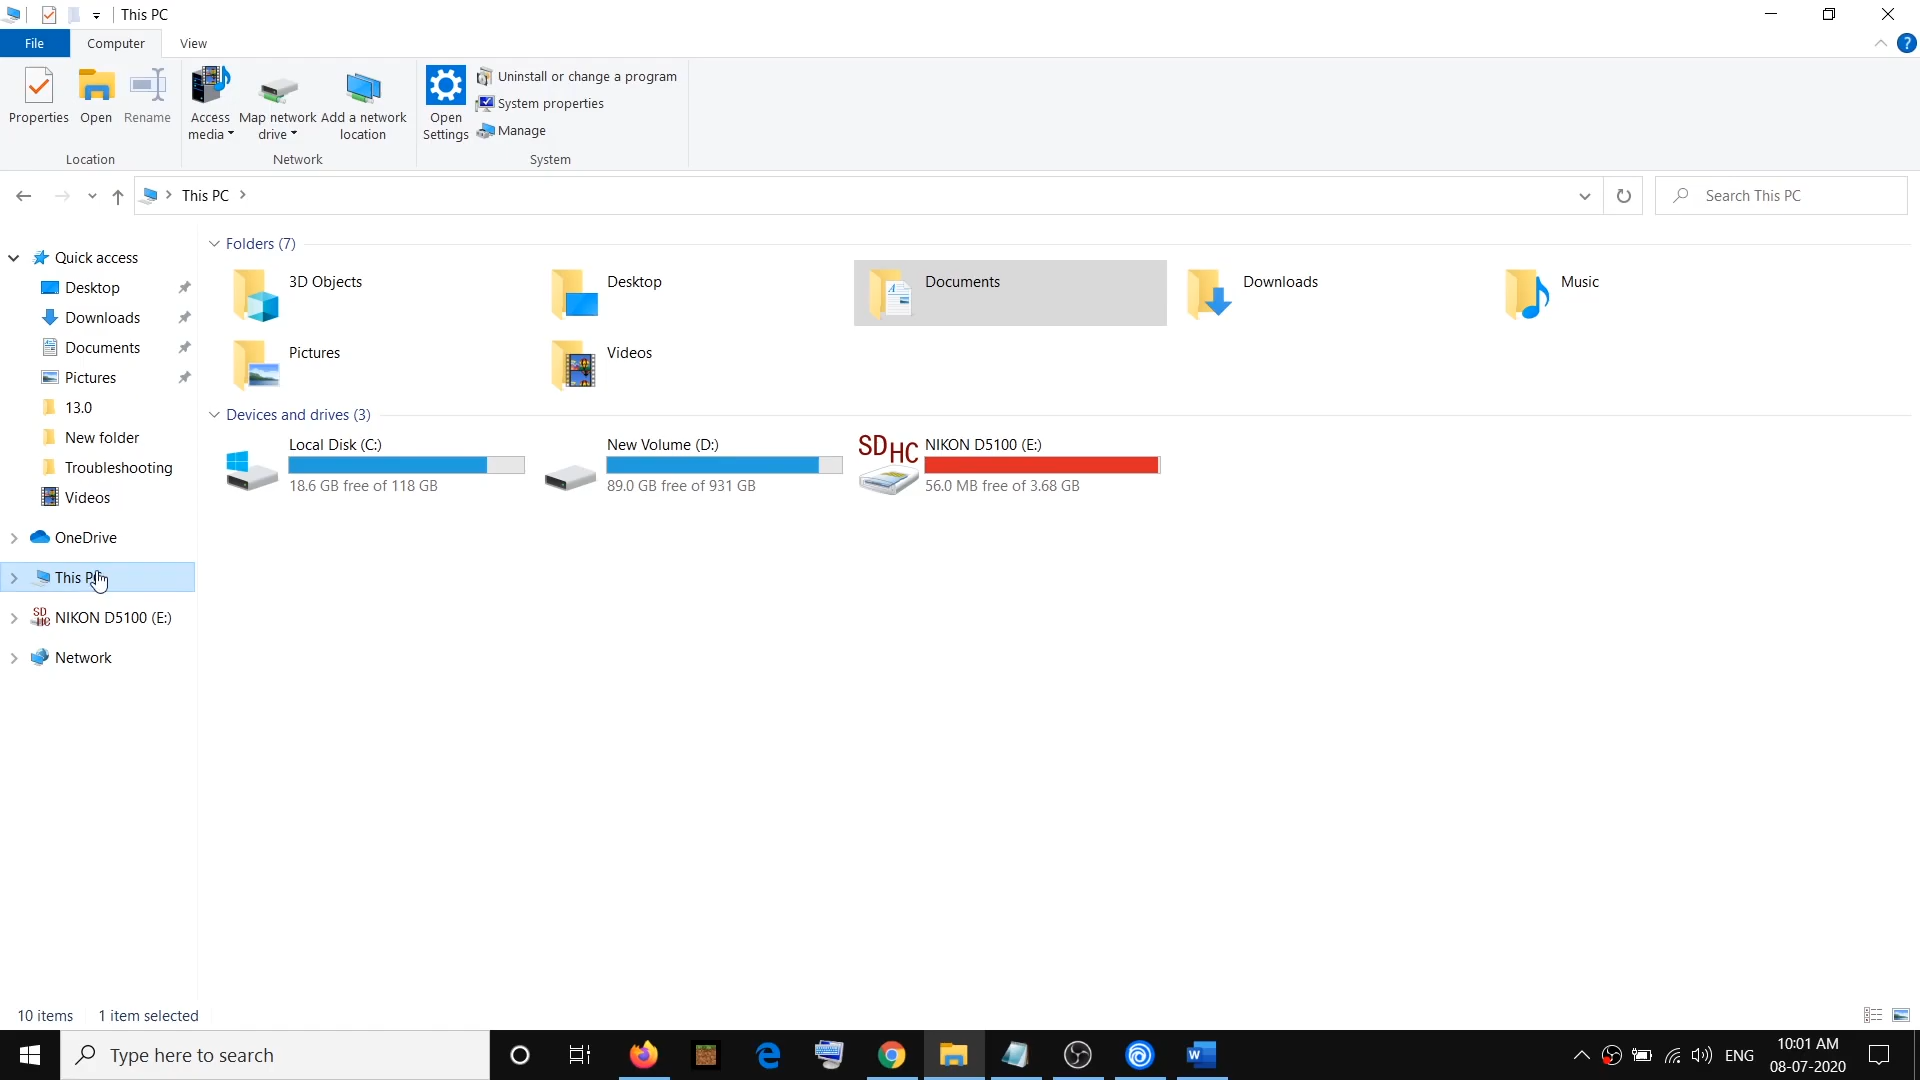 This PC
File
Computer
View
Properties
Open
Rename
Access
media
Map network
drive
Add a network
location
Open
Settings
Uninstall or change a program
System properties
Manage
Location
Network
System
This PC
Search This PC
Quick access
Desktop
Downloads
Documents
Pictures
13.0
New folder
Troubleshooting
Videos
OneDrive
This PC
NIKON D5100 (E:)
Network
Folders (7)
3D Objects
Desktop
Documents
Downloads
Music
Pictures
Videos
Devices and drives (3)
Local Disk (C:)
18.6 GB free of 118 GB
New Volume (D:)
89.0 GB free of 931 GB
SD HC
NIKON D5100 (E:)
56.0 MB free of 3.68 GB
10 items
1 item selected
Type here to search
ENG
10:01 AM
08-07-2020